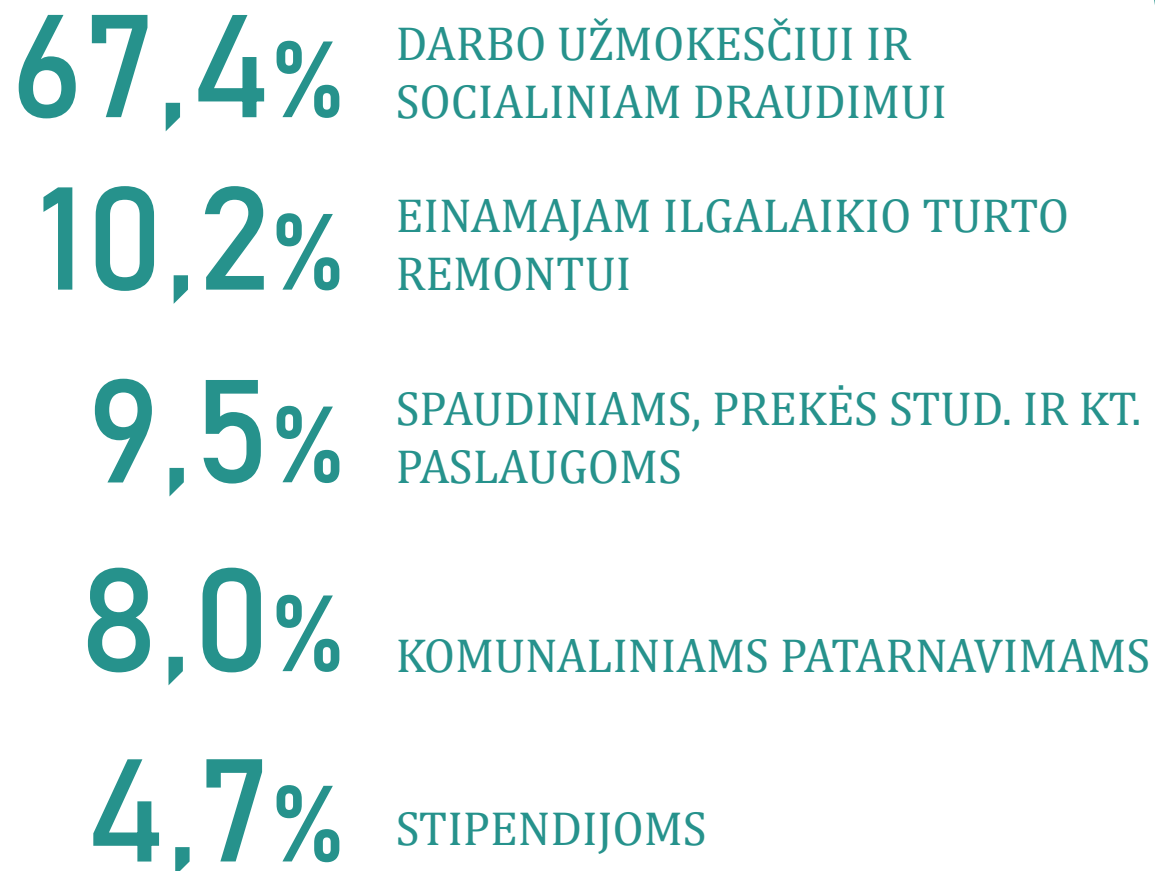 67,4%
DARBO UŽMOKESČIUI IR
SOCIALINIAM DRAUDIMUI
10,2%
EINAMAJAM ILGALAIKIO TURTO
REMONTUI
9,5%
SPAUDINIAMS, PREKĖS STUD. IR KT.
PASLAUGOMS
8,0%
KOMUNALINIAMS PATARNAVIMAMS
4,7%
STIPENDIJOMS